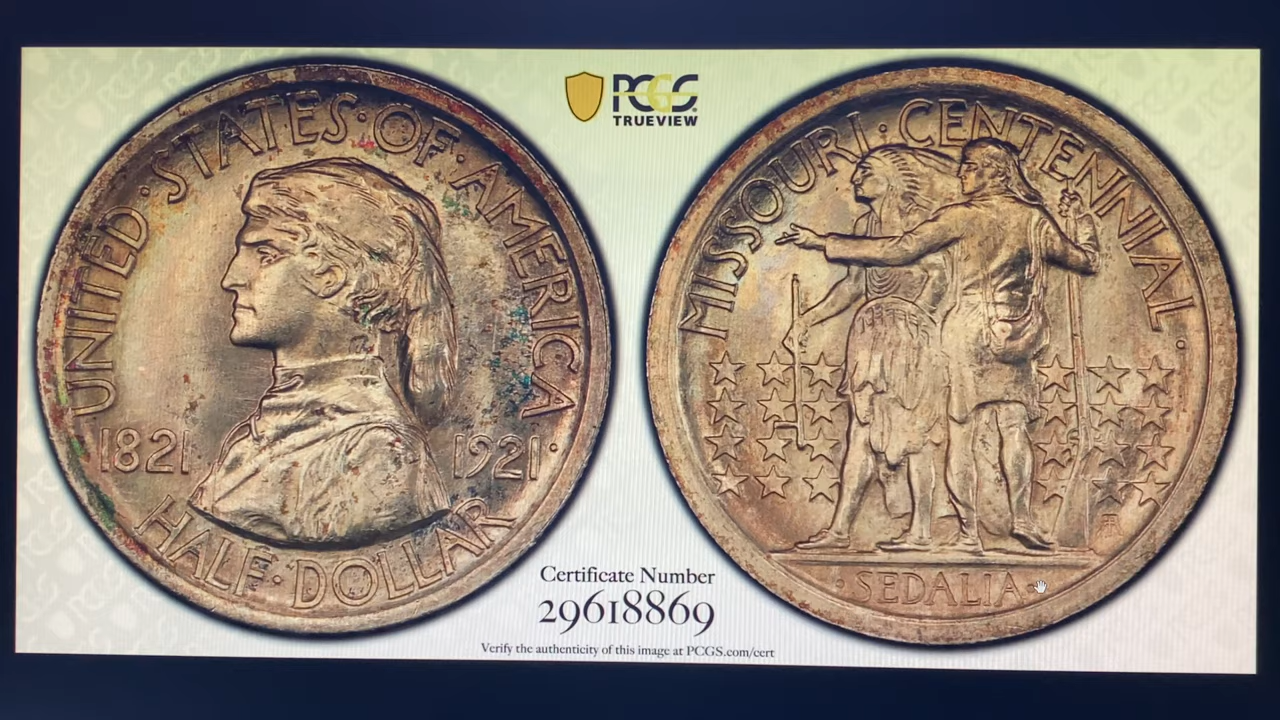 UNITED·STATES·OF·AMERICA
1821 1921·
HALF·DOLLAR
PCGS
TRUEVIEW
Certificate Number
29618869
Verify the authenticity of this image at PCGS.com/cert
MISSOURI·CENTENNIAL·
·SEDALIA·